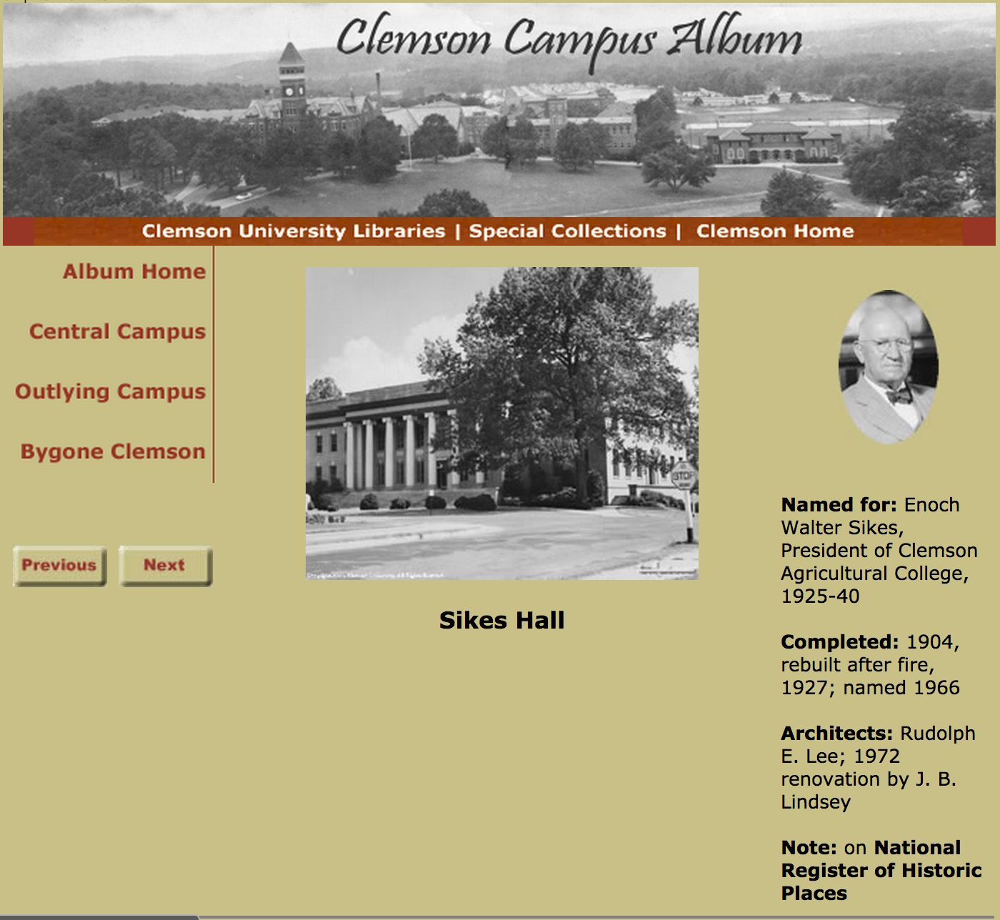 Clemson Campus Album
Clemson University Libraries | Special Collections | Clemson Home
Album Home
Central Campus
Outlying Campus
Bygone Clemson
Previous
Next
STOP
Sikes Hall
Named for: Enoch
Walter Sikes,
President of Clemson
Agricultural College,
1925-40
Completed: 1904,
rebuilt after fire,
1927; named 1966
Architects: Rudolph
E. Lee; 1972
renovation by J. B.
Lindsey
Note: on National
Register of Historic
Places